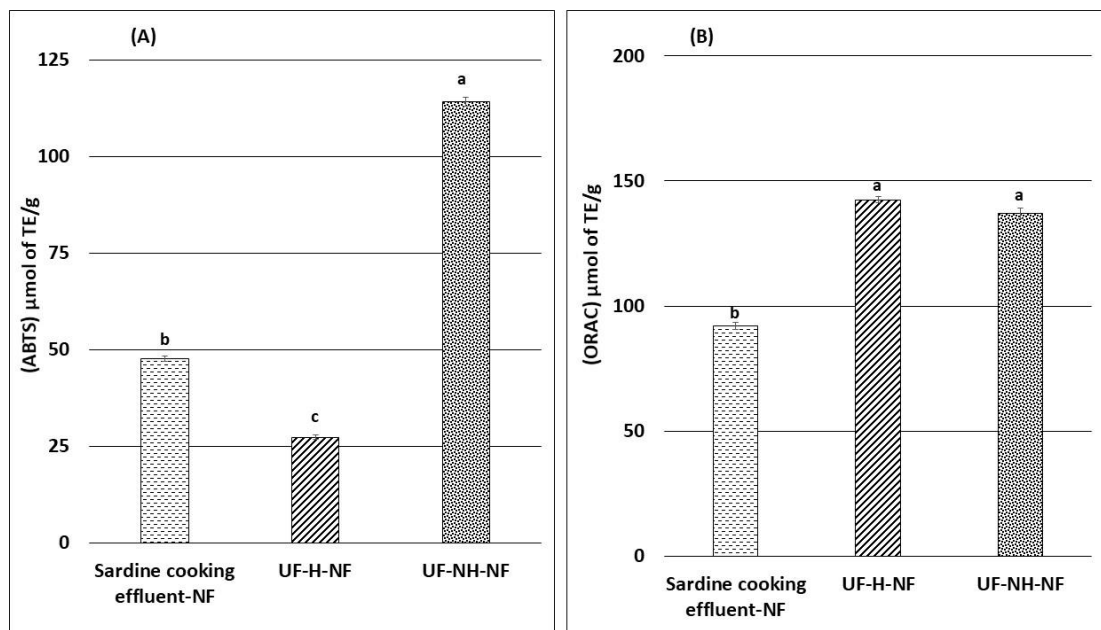 (A)
(ABTS) μmol of TE/g
125
100
75
50
25
0
b
c
a
Sardine cooking
effluent-NF
UF-H-NF
UF-NH-NF
(B)
(ORAC) μmol of TE/g
200
150
100
50
0
b
a
a
Sardine cooking
effluent-NF
UF-H-NF
UF-NH-NF